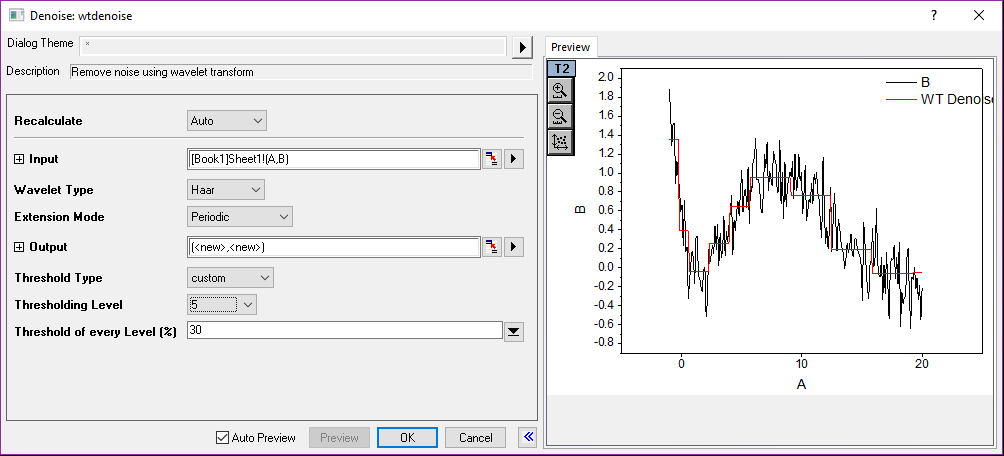 Denoise: wtdenoise
?
Dialog Theme *
Description Remove noise using wavelet transform
Recalculate Auto
Input [Book1]Sheet1!(A,B)
Wavelet Type Haar
Extension Mode Periodic
Output (<new>,<new>)
Threshold Type custom
Thresholding Level 5
Threshold of every Level (%) 30
Auto Preview Preview OK Cancel
Preview
T2
B
WT Denoise
2.0
1.8
1.6
1.4
1.2
1.0
0.8
0.6
0.4
0.2
0.0
-0.2
-0.4
-0.6
-0.8
B
0 10 20
A